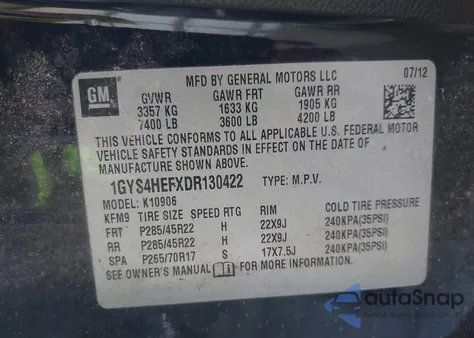 MFD BY GENERAL MOTORS LLC 07/12
GM GVWR GAWR FRT GAWR RR
3357 KG 1633 KG 1905 KG
7400 LB 3600 LB 4200 LB
THIS VEHICLE CONFORMS TO ALL APPLICABLE U.S. FEDERAL MOTOR
VEHICLE SAFETY STANDARDS IN EFFECT ON THE DATE OF
MANUFACTURE SHOWN ABOVE.
1GYS4HEFXDR130422 TYPE: M.P.V.
MODEL: K10906
KFM9 TIRE SIZE SPEED RTG RIM COLD TIRE PRESSURE
FRT P285/45R22 H 22X9J 240KPA(35PSI)
RR P285/45R22 H 22X9J 240KPA(35PSI)
SPA P265/70R17 S 17X7.5J 240KPA(35PSI)
SEE OWNER'S MANUAL FOR MORE INFORMATION.
autoSnap